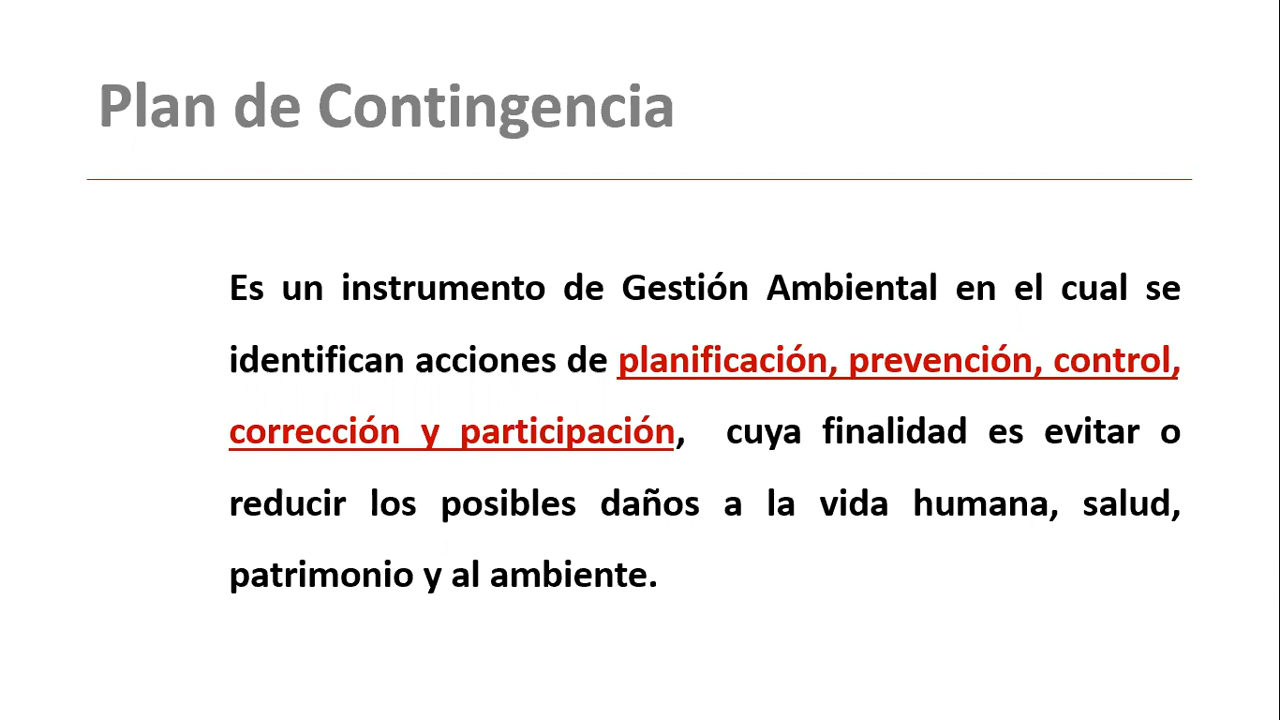 Plan de Contingencia
Es un instrumento de Gestión Ambiental en el cual se
identifican acciones de planificación, prevención, control,
corrección y participación, cuya finalidad es evitar o
reducir los posibles daños a la vida humana, salud,
patrimonio y al ambiente.